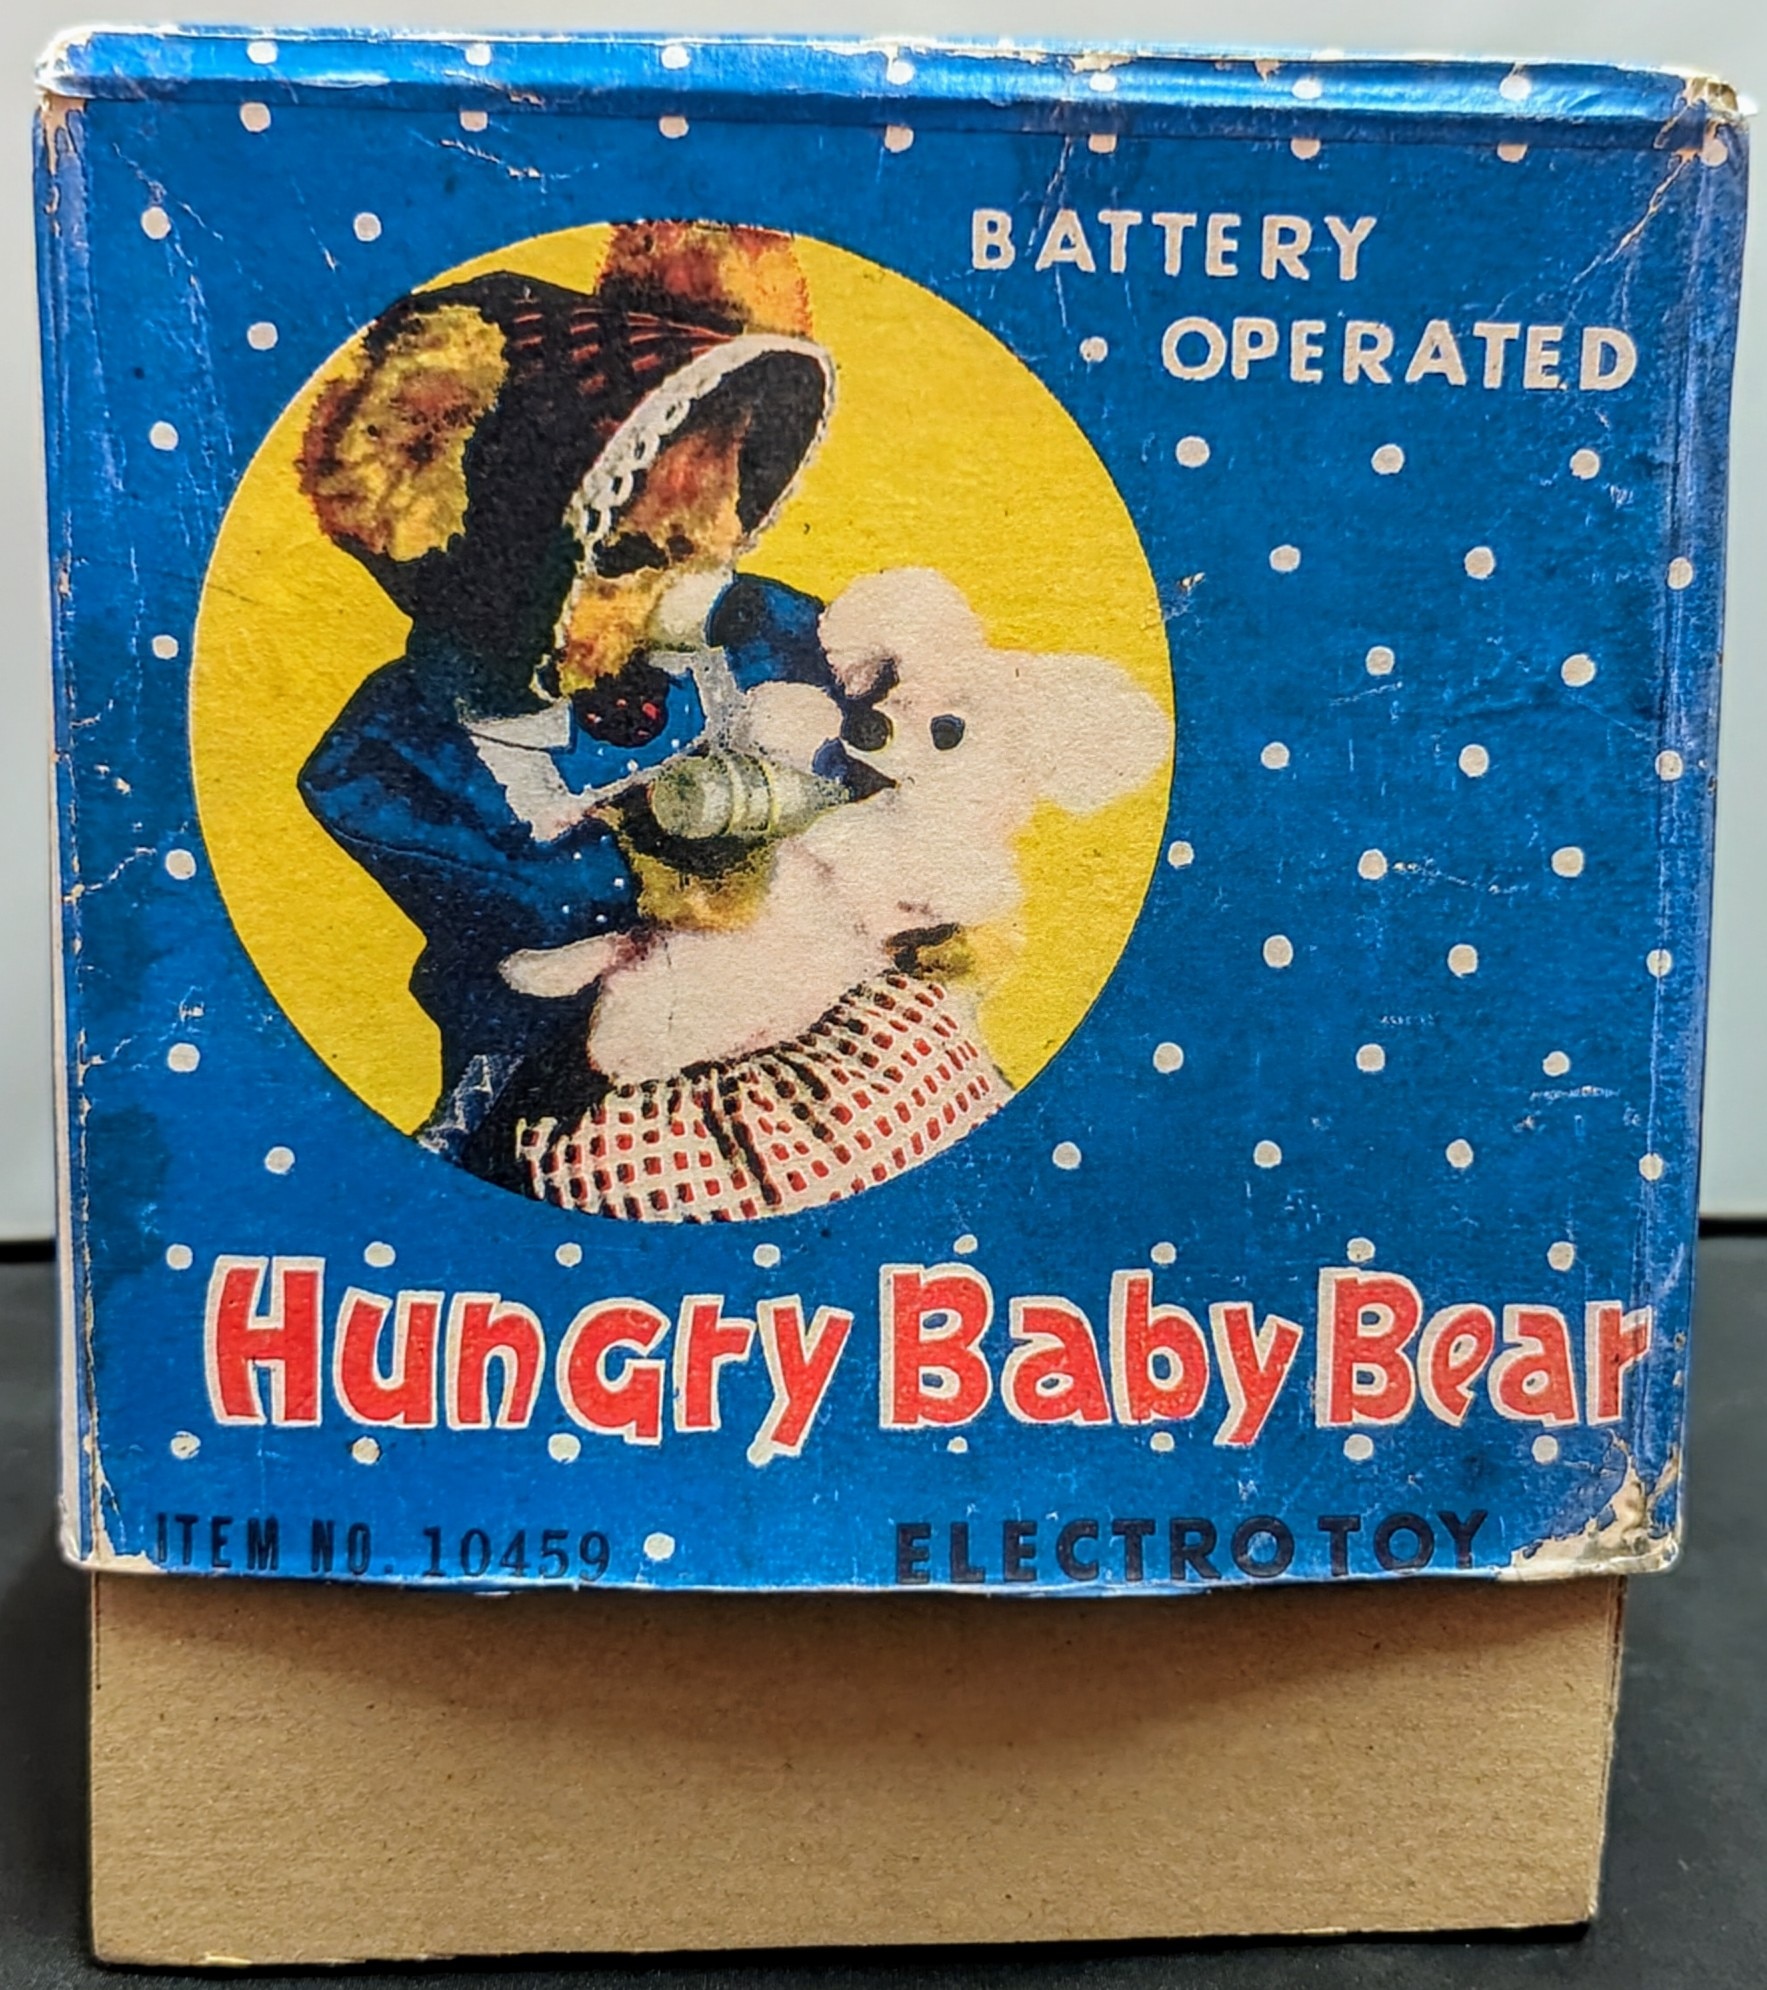 BATTERY
OPERATED
Hungry Baby Bear
ITEM NO. 10459 ELECTRO TOY